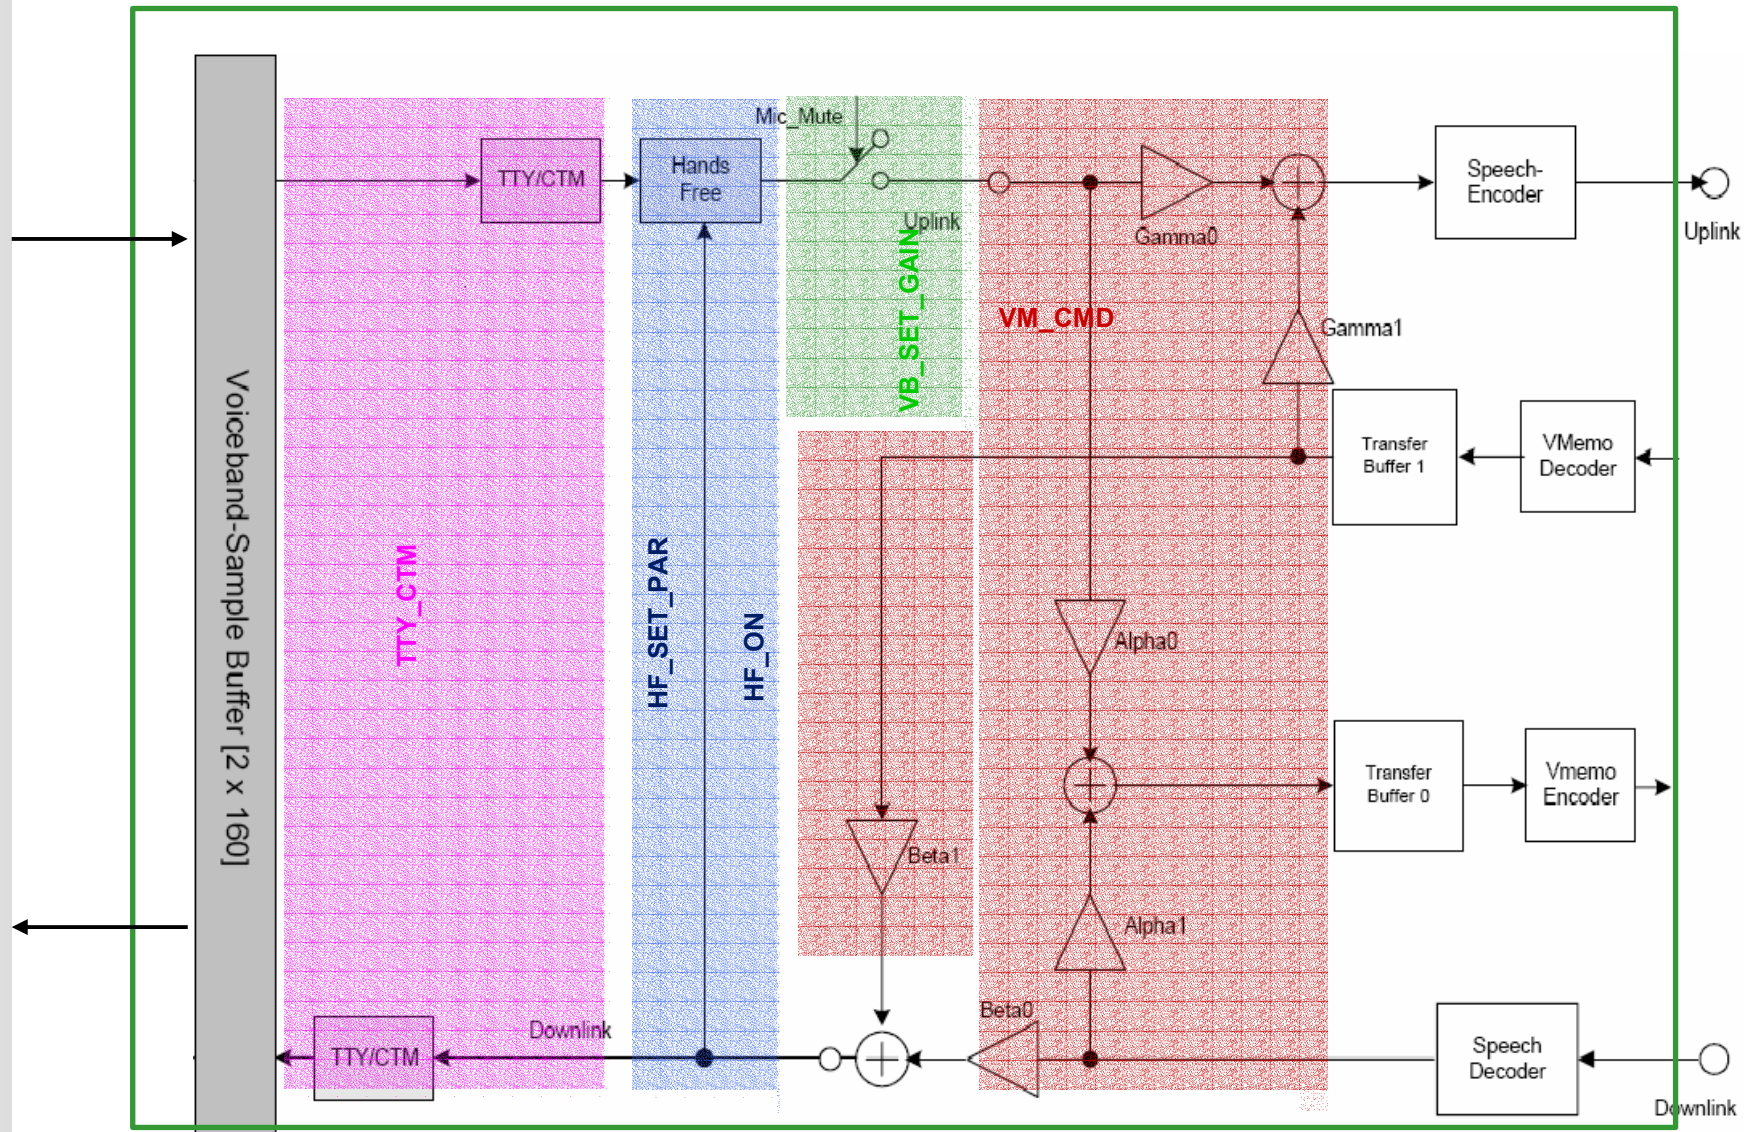 Mic_Mute
TTY/CTM
Hands
Free
Speech-
Encoder
Uplink
Uplink
Gamma0
VB_SET_GAIN
VM_CMD
Gamma1
Voiceband-Sample Buffer [2 x 160]
Transfer
Buffer 1
VMemo
Decoder
TTY_CTM
HF_SET_PAR
HF_ON
Alpha0
Transfer
Buffer 0
Vmemo
Encoder
Beta1
Alpha1
Beta0
Downlink
TTY/CTM
Speech
Decoder
Downlink